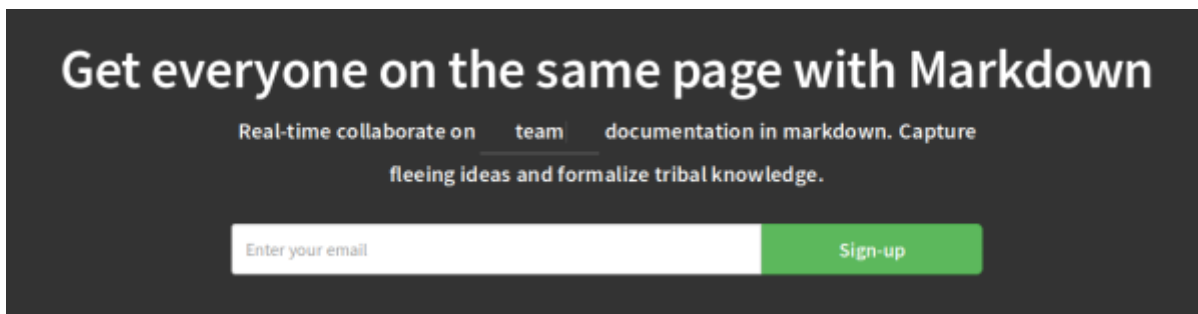 Get everyone on the same page with Markdown
Real-time collaborate on team documentation in markdown. Capture
fleeing ideas and formalize tribal knowledge.
Enter your email Sign-up